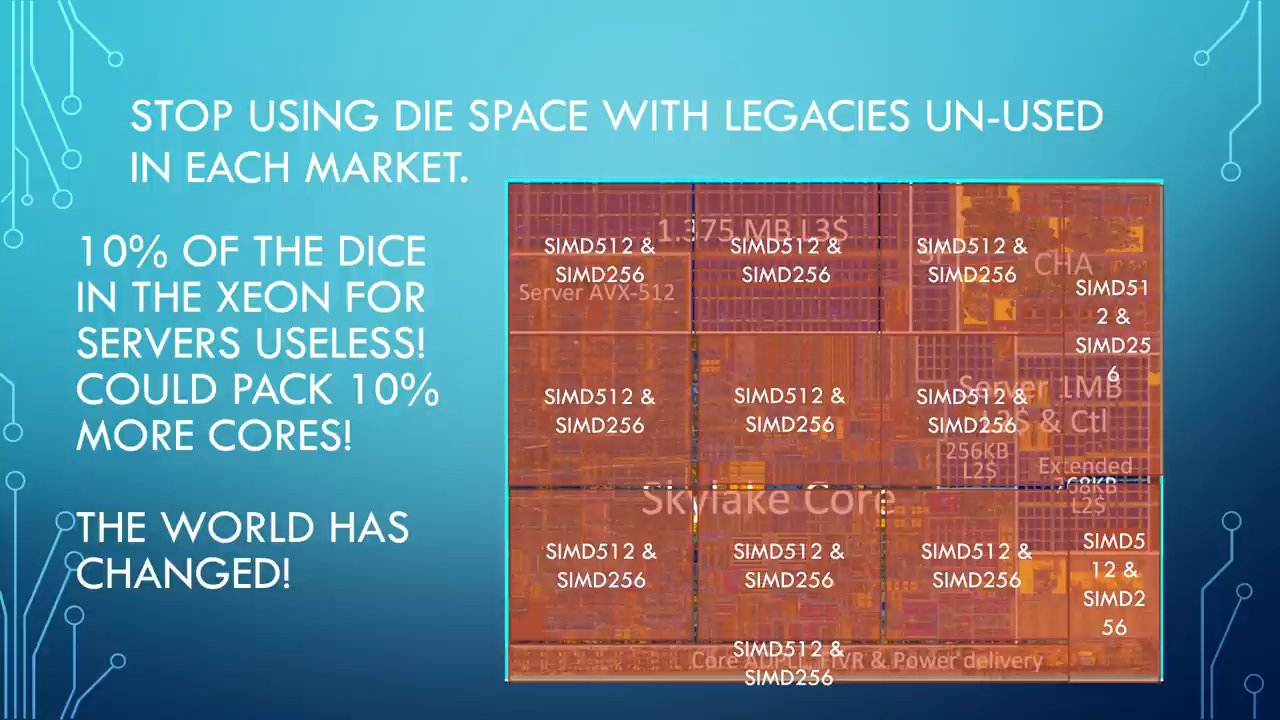 STOP USING DIE SPACE WITH LEGACIES UN-USED
IN EACH MARKET.
10% OF THE DICE
IN THE XEON FOR
SERVERS USELESS!
COULD PACK 10%
MORE CORES!
THE WORLD HAS
CHANGED!
1.375 MB L3$
SIMD512 &
SIMD256
SIMD512 &
SIMD256
SIMD512 &
SIMD256
CHA
Server AVX-512
SIMD51
2 &
SIMD25
6
SIMD512 &
SIMD256
SIMD512 &
SIMD256
SIMD512 &
SIMD256
Server 1MB
L2$ & Ctl
256KB
L2$
Extended
768KB
L2$
Skylake Core
SIMD512 &
SIMD256
SIMD512 &
SIMD256
SIMD512 &
SIMD256
SIMD5
12 &
SIMD2
56
SIMD512 &
SIMD256
Core ADPLL, FIVR & Power delivery